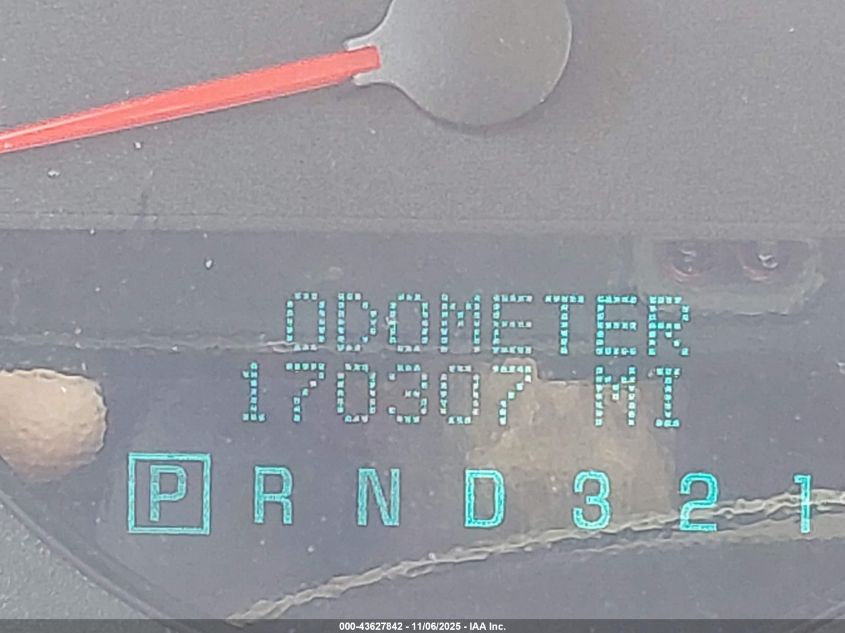 ODOMETER
170307 MI
P R N D 3 2 1
000-43627842 - 11/06/2025 - IAA Inc.